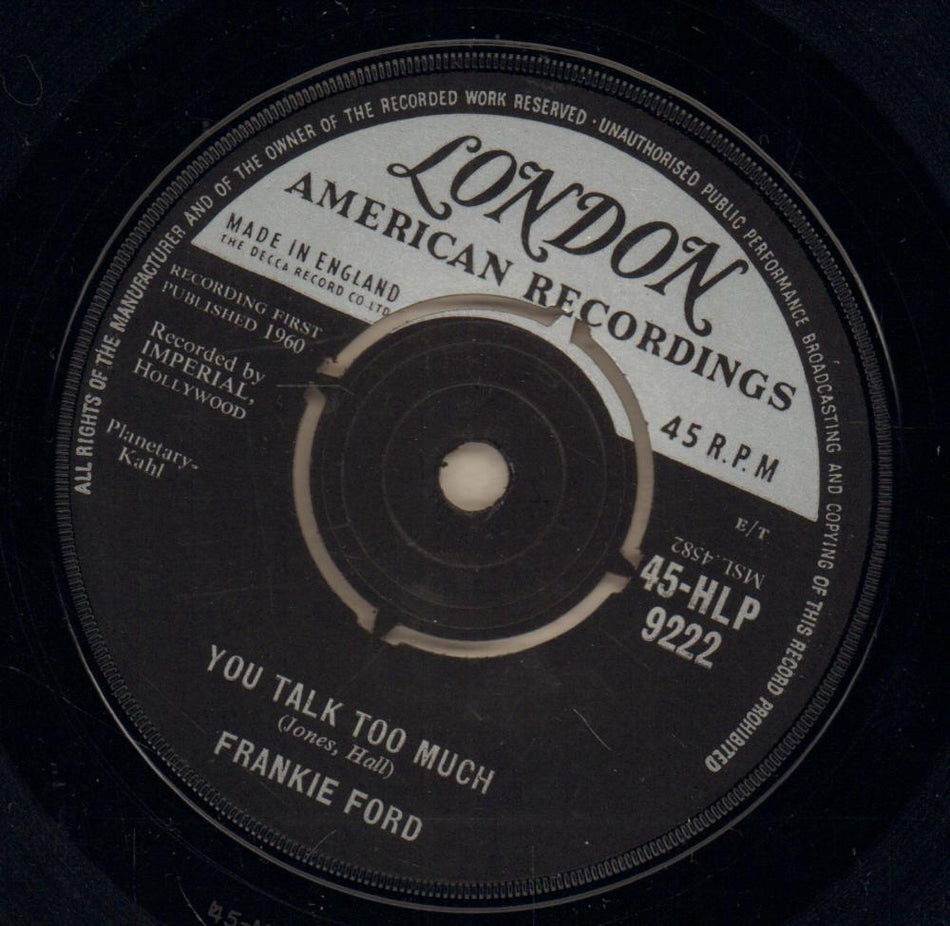 ALL RIGHTS OF THE MANUFACTURER AND OF THE OWNER OF THE RECORDED WORK RESERVED · UNAUTHORISED PUBLIC PERFORMANCE BROADCASTING AND COPYING OF THIS RECORD PROHIBITED
LONDON
AMERICAN RECORDINGS
MADE IN ENGLAND
THE DECCA RECORD CO. LTD.
45 R.P.M
RECORDING FIRST
PUBLISHED 1960
Recorded by
IMPERIAL,
HOLLYWOOD
Planetary-
Kahl
E/T
MSL.4582
45-HLP
9222
YOU TALK TOO MUCH
(Jones, Hall)
FRANKIE FORD